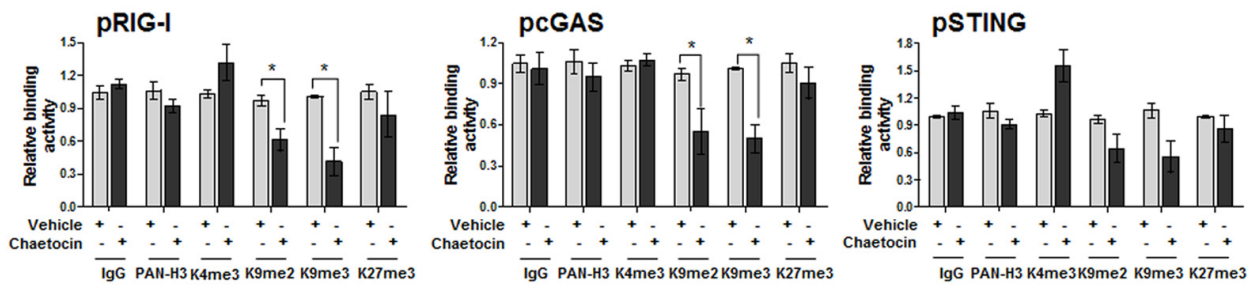 pRIG-I
Relative binding
activity
1.5
1.2
0.9
0.6
0.3
0.0
* *
Vehicle + - + - + - + - + - + -
Chaetocin - + - + - + - + - + - +
IgG PAN-H3 K4me3 K9me2 K9me3 K27me3
pcGAS
Relative binding
activity
1.2
0.9
0.6
0.3
0.0
* *
Vehicle + - + - + - + - + - + -
Chaetocin - + - + - + - + - + - +
IgG PAN-H3 K4me3 K9me2 K9me3 K27me3
pSTING
Relative binding
activity
1.8
1.5
1.2
0.9
0.6
0.3
0.0
Vehicle + - + - + - + - + - + -
Chaetocin - + - + - + - + - + - +
IgG PAN-H3 K4me3 K9me2 K9me3 K27me3